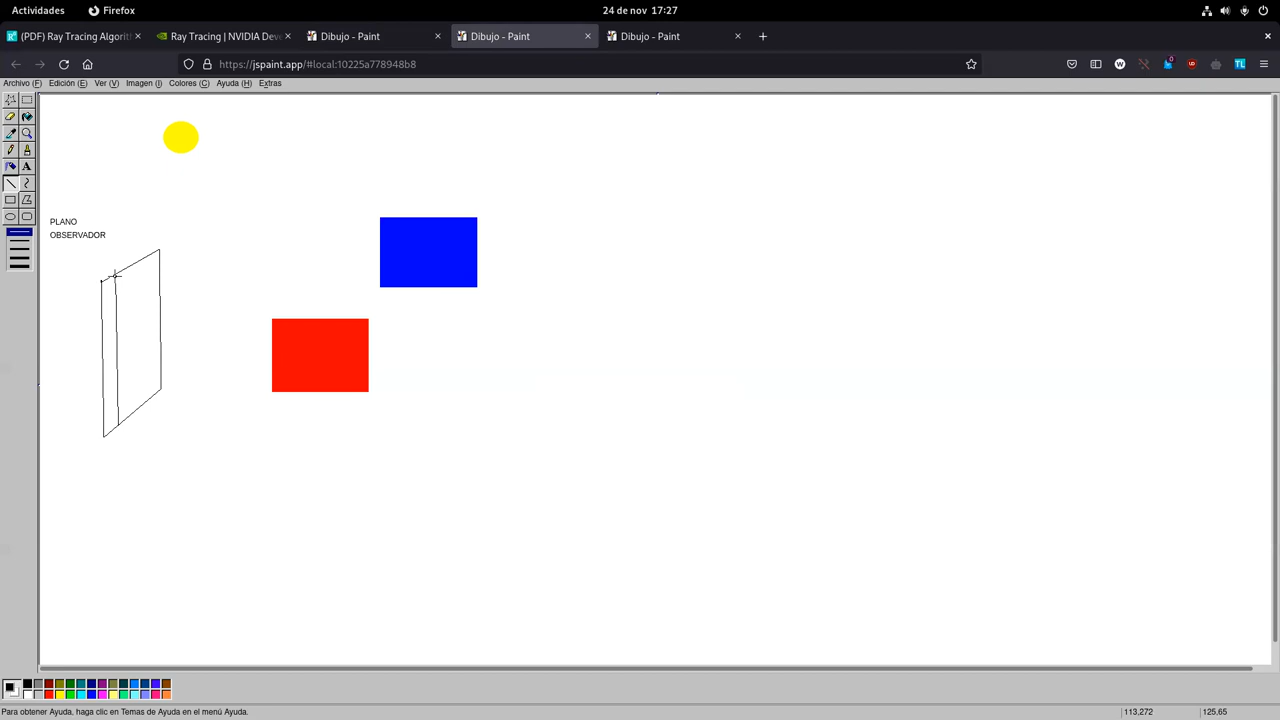 Actividades
Firefox
24 de nov 17:27
(PDF) Ray Tracing Algorit
Ray Tracing | NVIDIA Deve
Dibujo - Paint
Dibujo - Paint
Dibujo - Paint
https://jspaint.app/#local:10225a778948b8
Archivo (F) Edición (E) Ver (V) Imagen (I) Colores (C) Ayuda (H) Extras
PLANO
OBSERVADOR
Para obtener Ayuda, haga clic en Temas de Ayuda en el menú Ayuda.
113,272
125,65